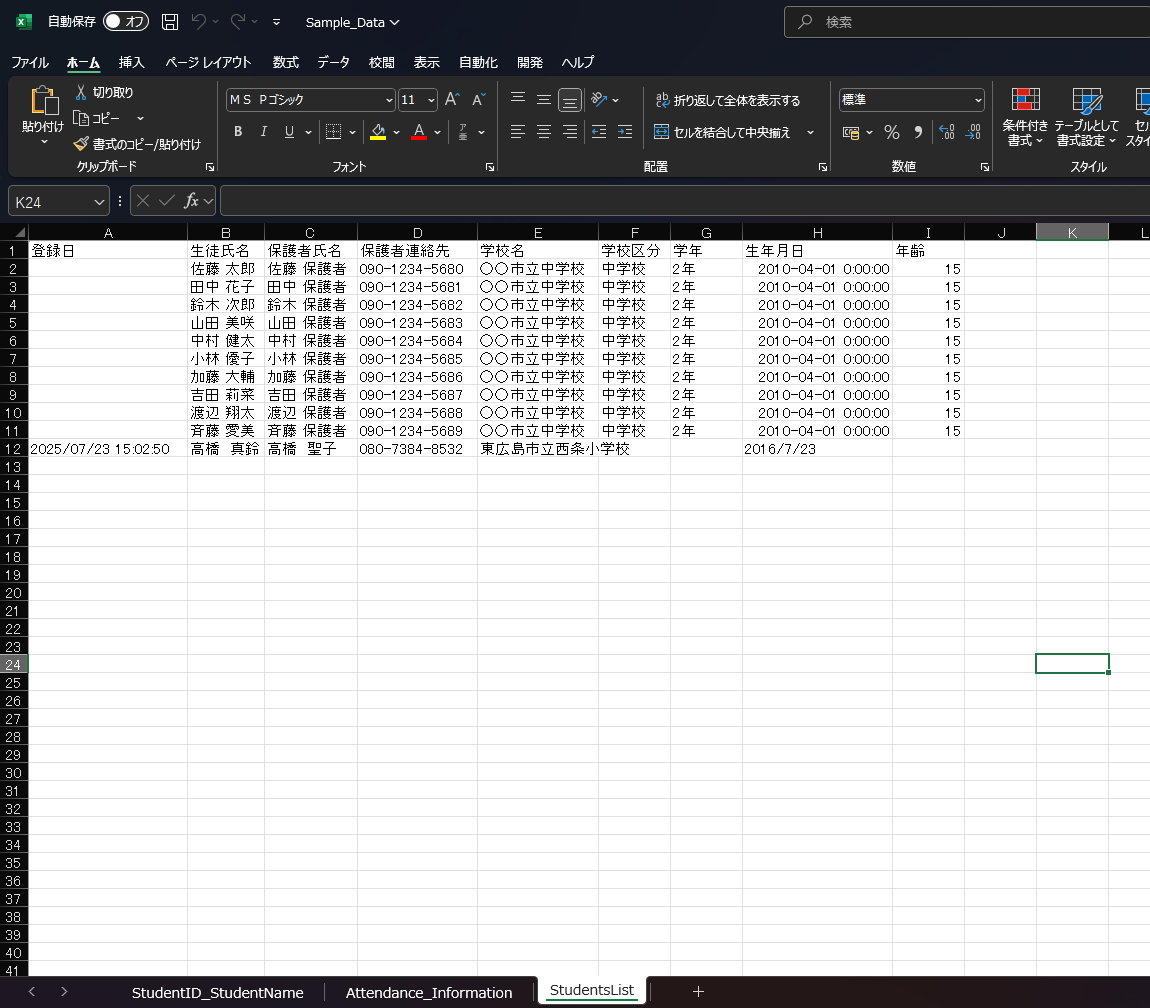 自動保存 オフ Sample_Data 検索
ファイル ホーム 挿入 ページ レイアウト 数式 データ 校閲 表示 自動化 開発 ヘルプ
貼り付け 切り取り コピー 書式のコピー/貼り付け クリップボード
ＭＳ Ｐゴシック 11 B I U A フォント
折り返して全体を表示する セルを結合して中央揃え 配置
標準 % 数値
条件付き書式 テーブルとして書式設定 スタイル
K24 fx
A B C D E F G H I J K L
1 登録日 生徒氏名 保護者氏名 保護者連絡先 学校名 学校区分 学年 生年月日 年齢
2 佐藤 太郎 佐藤 保護者 090-1234-5680 〇〇市立中学校 中学校 2年 2010-04-01 0:00:00 15
3 田中 花子 田中 保護者 090-1234-5681 〇〇市立中学校 中学校 2年 2010-04-01 0:00:00 15
4 鈴木 次郎 鈴木 保護者 090-1234-5682 〇〇市立中学校 中学校 2年 2010-04-01 0:00:00 15
5 山田 美咲 山田 保護者 090-1234-5683 〇〇市立中学校 中学校 2年 2010-04-01 0:00:00 15
6 中村 健太 中村 保護者 090-1234-5684 〇〇市立中学校 中学校 2年 2010-04-01 0:00:00 15
7 小林 優子 小林 保護者 090-1234-5685 〇〇市立中学校 中学校 2年 2010-04-01 0:00:00 15
8 加藤 大輔 加藤 保護者 090-1234-5686 〇〇市立中学校 中学校 2年 2010-04-01 0:00:00 15
9 吉田 莉菜 吉田 保護者 090-1234-5687 〇〇市立中学校 中学校 2年 2010-04-01 0:00:00 15
10 渡辺 翔太 渡辺 保護者 090-1234-5688 〇〇市立中学校 中学校 2年 2010-04-01 0:00:00 15
11 斉藤 愛美 斉藤 保護者 090-1234-5689 〇〇市立中学校 中学校 2年 2010-04-01 0:00:00 15
12 2025/07/23 15:02:50 高橋　真鈴 高橋　聖子 080-7384-8532 東広島市立西条小学校 2016/7/23
13
14
15
16
17
18
19
20
21
22
23
24
25
26
27
28
29
30
31
32
33
34
35
36
37
38
39
40
41
StudentID_StudentName Attendance_Information StudentsList